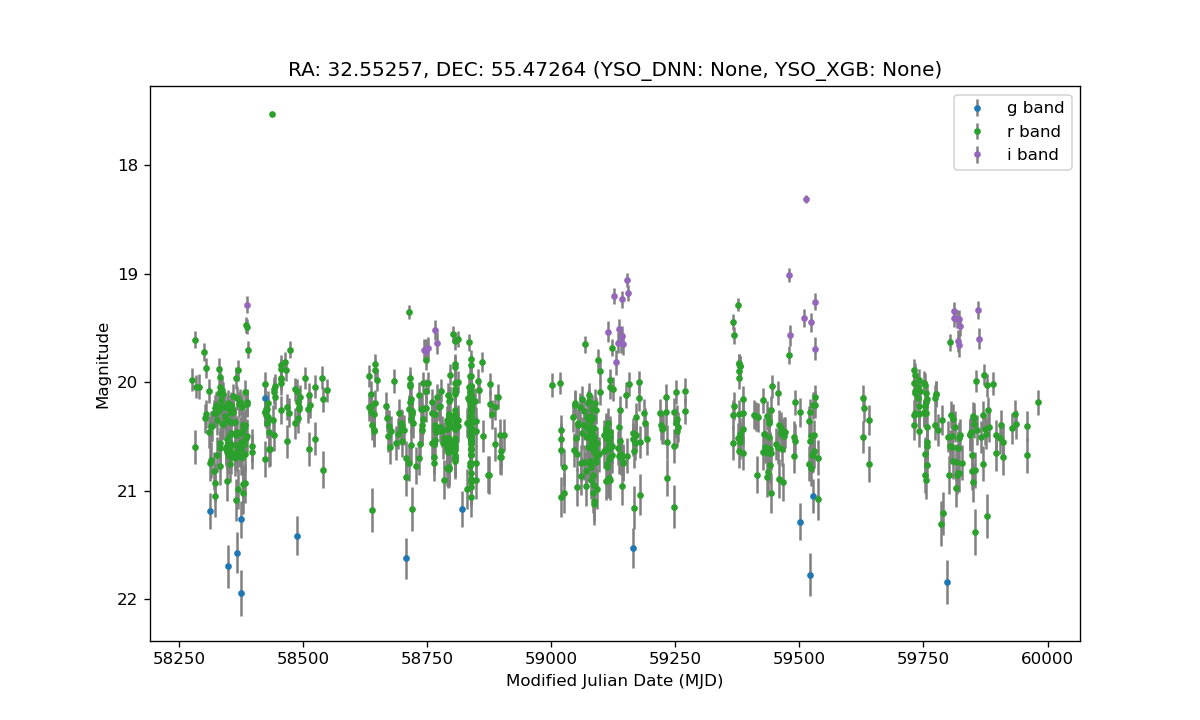 RA: 32.55257, DEC: 55.47264 (YSO_DNN: None, YSO_XGB: None)
g band
r band
i band
Magnitude
18
19
20
21
22
58250 58500 58750 59000 59250 59500 59750 60000
Modified Julian Date (MJD)